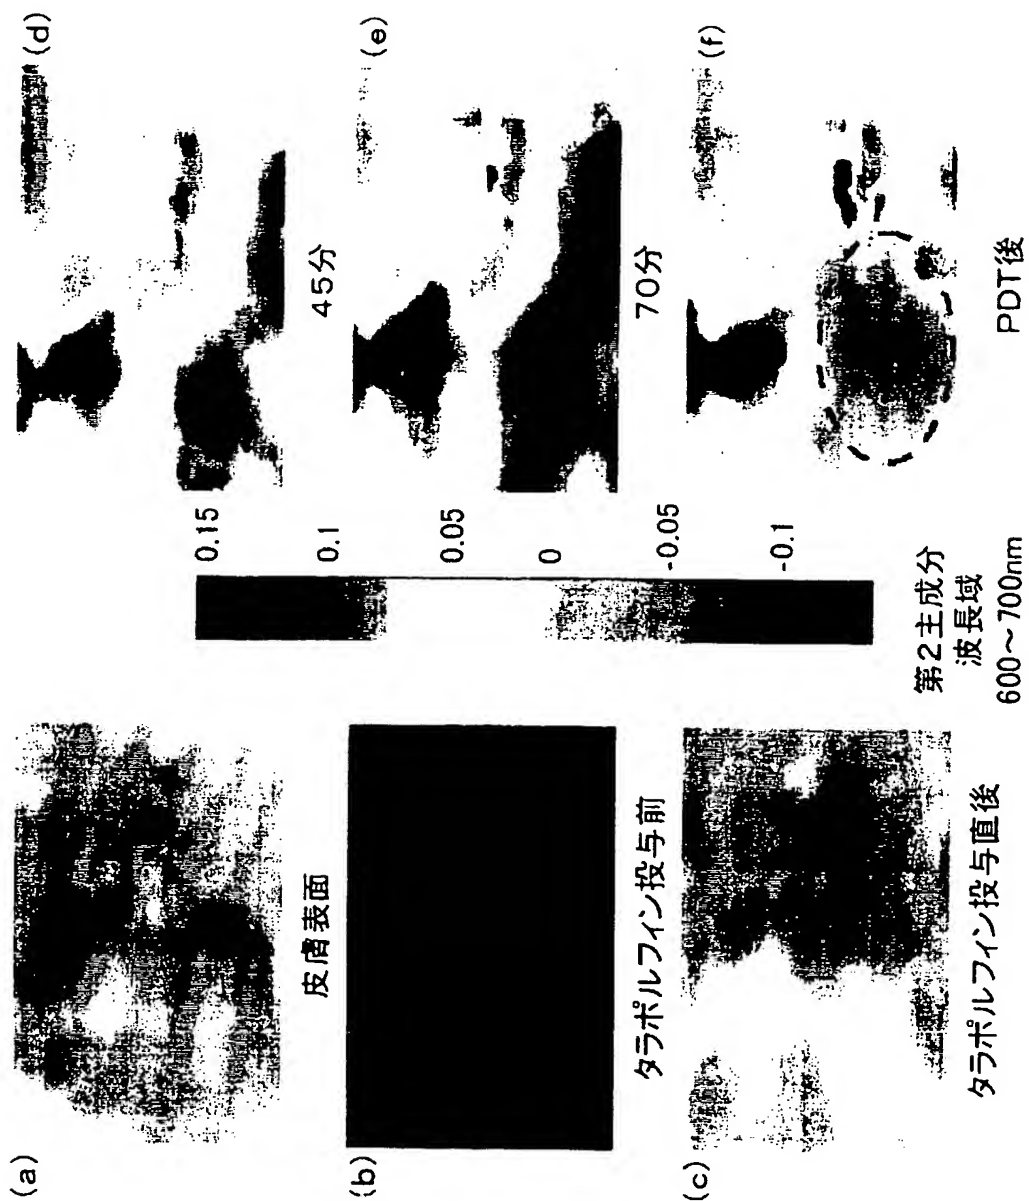 (a)
皮膚表面
(b)
タラポルフィン投与前
(c)
タラポルフィン投与直後
0.15
0.1
0.05
0
-0.05
-0.1
第2主成分
波長域
600～700nm
(d)
45分
(e)
70分
(f)
PDT後